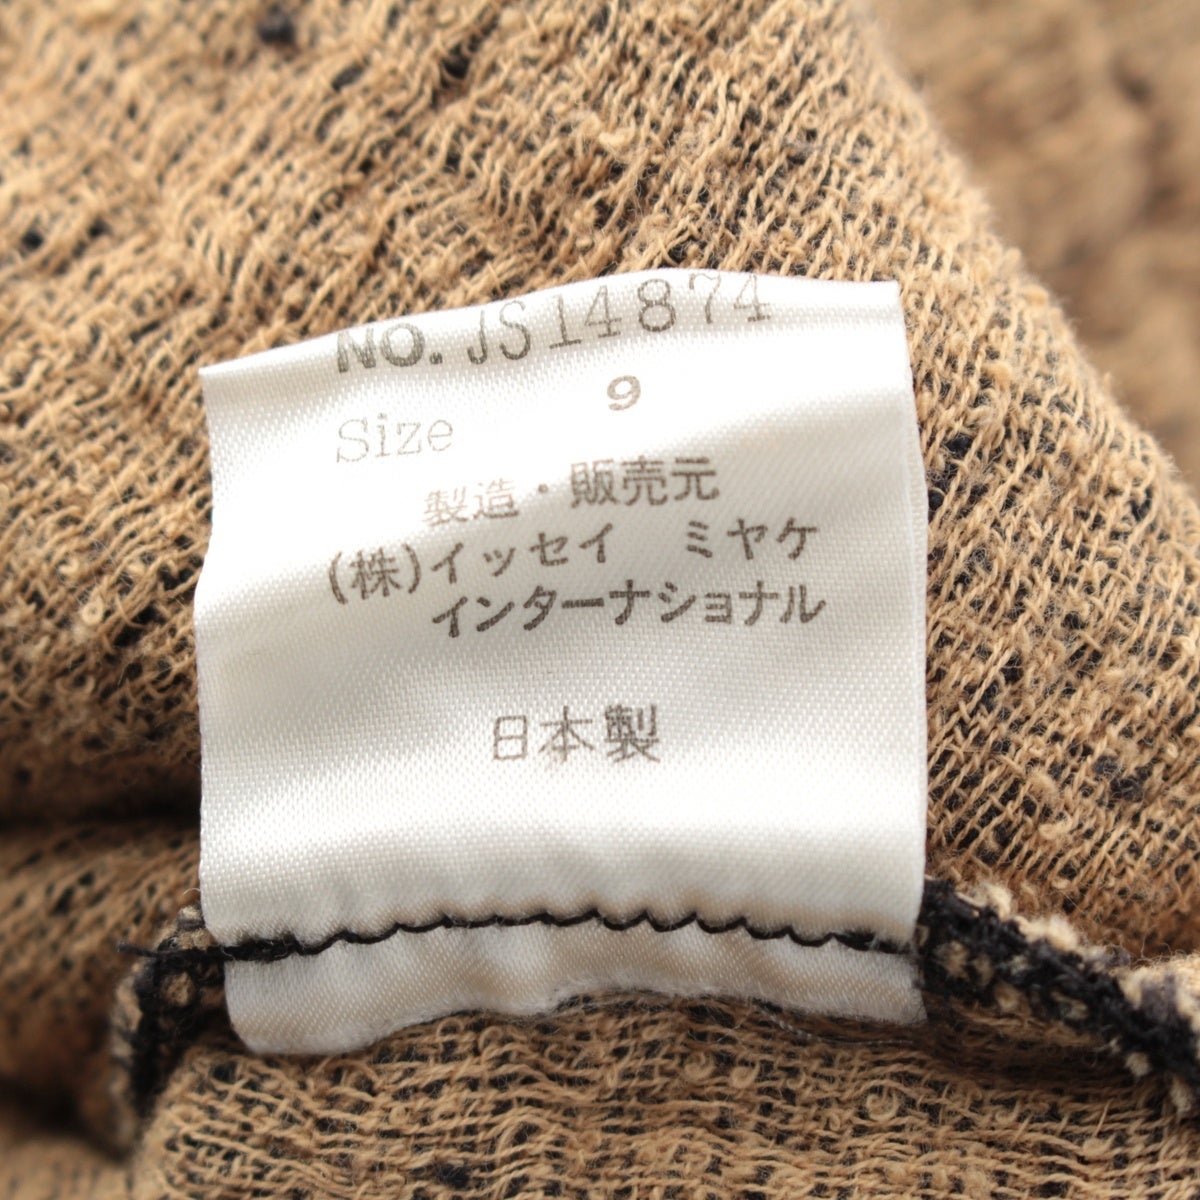 NO. JS14874
9
Size
製造・販売元
(株)イッセイ ミヤケ
インターナショナル
日本製